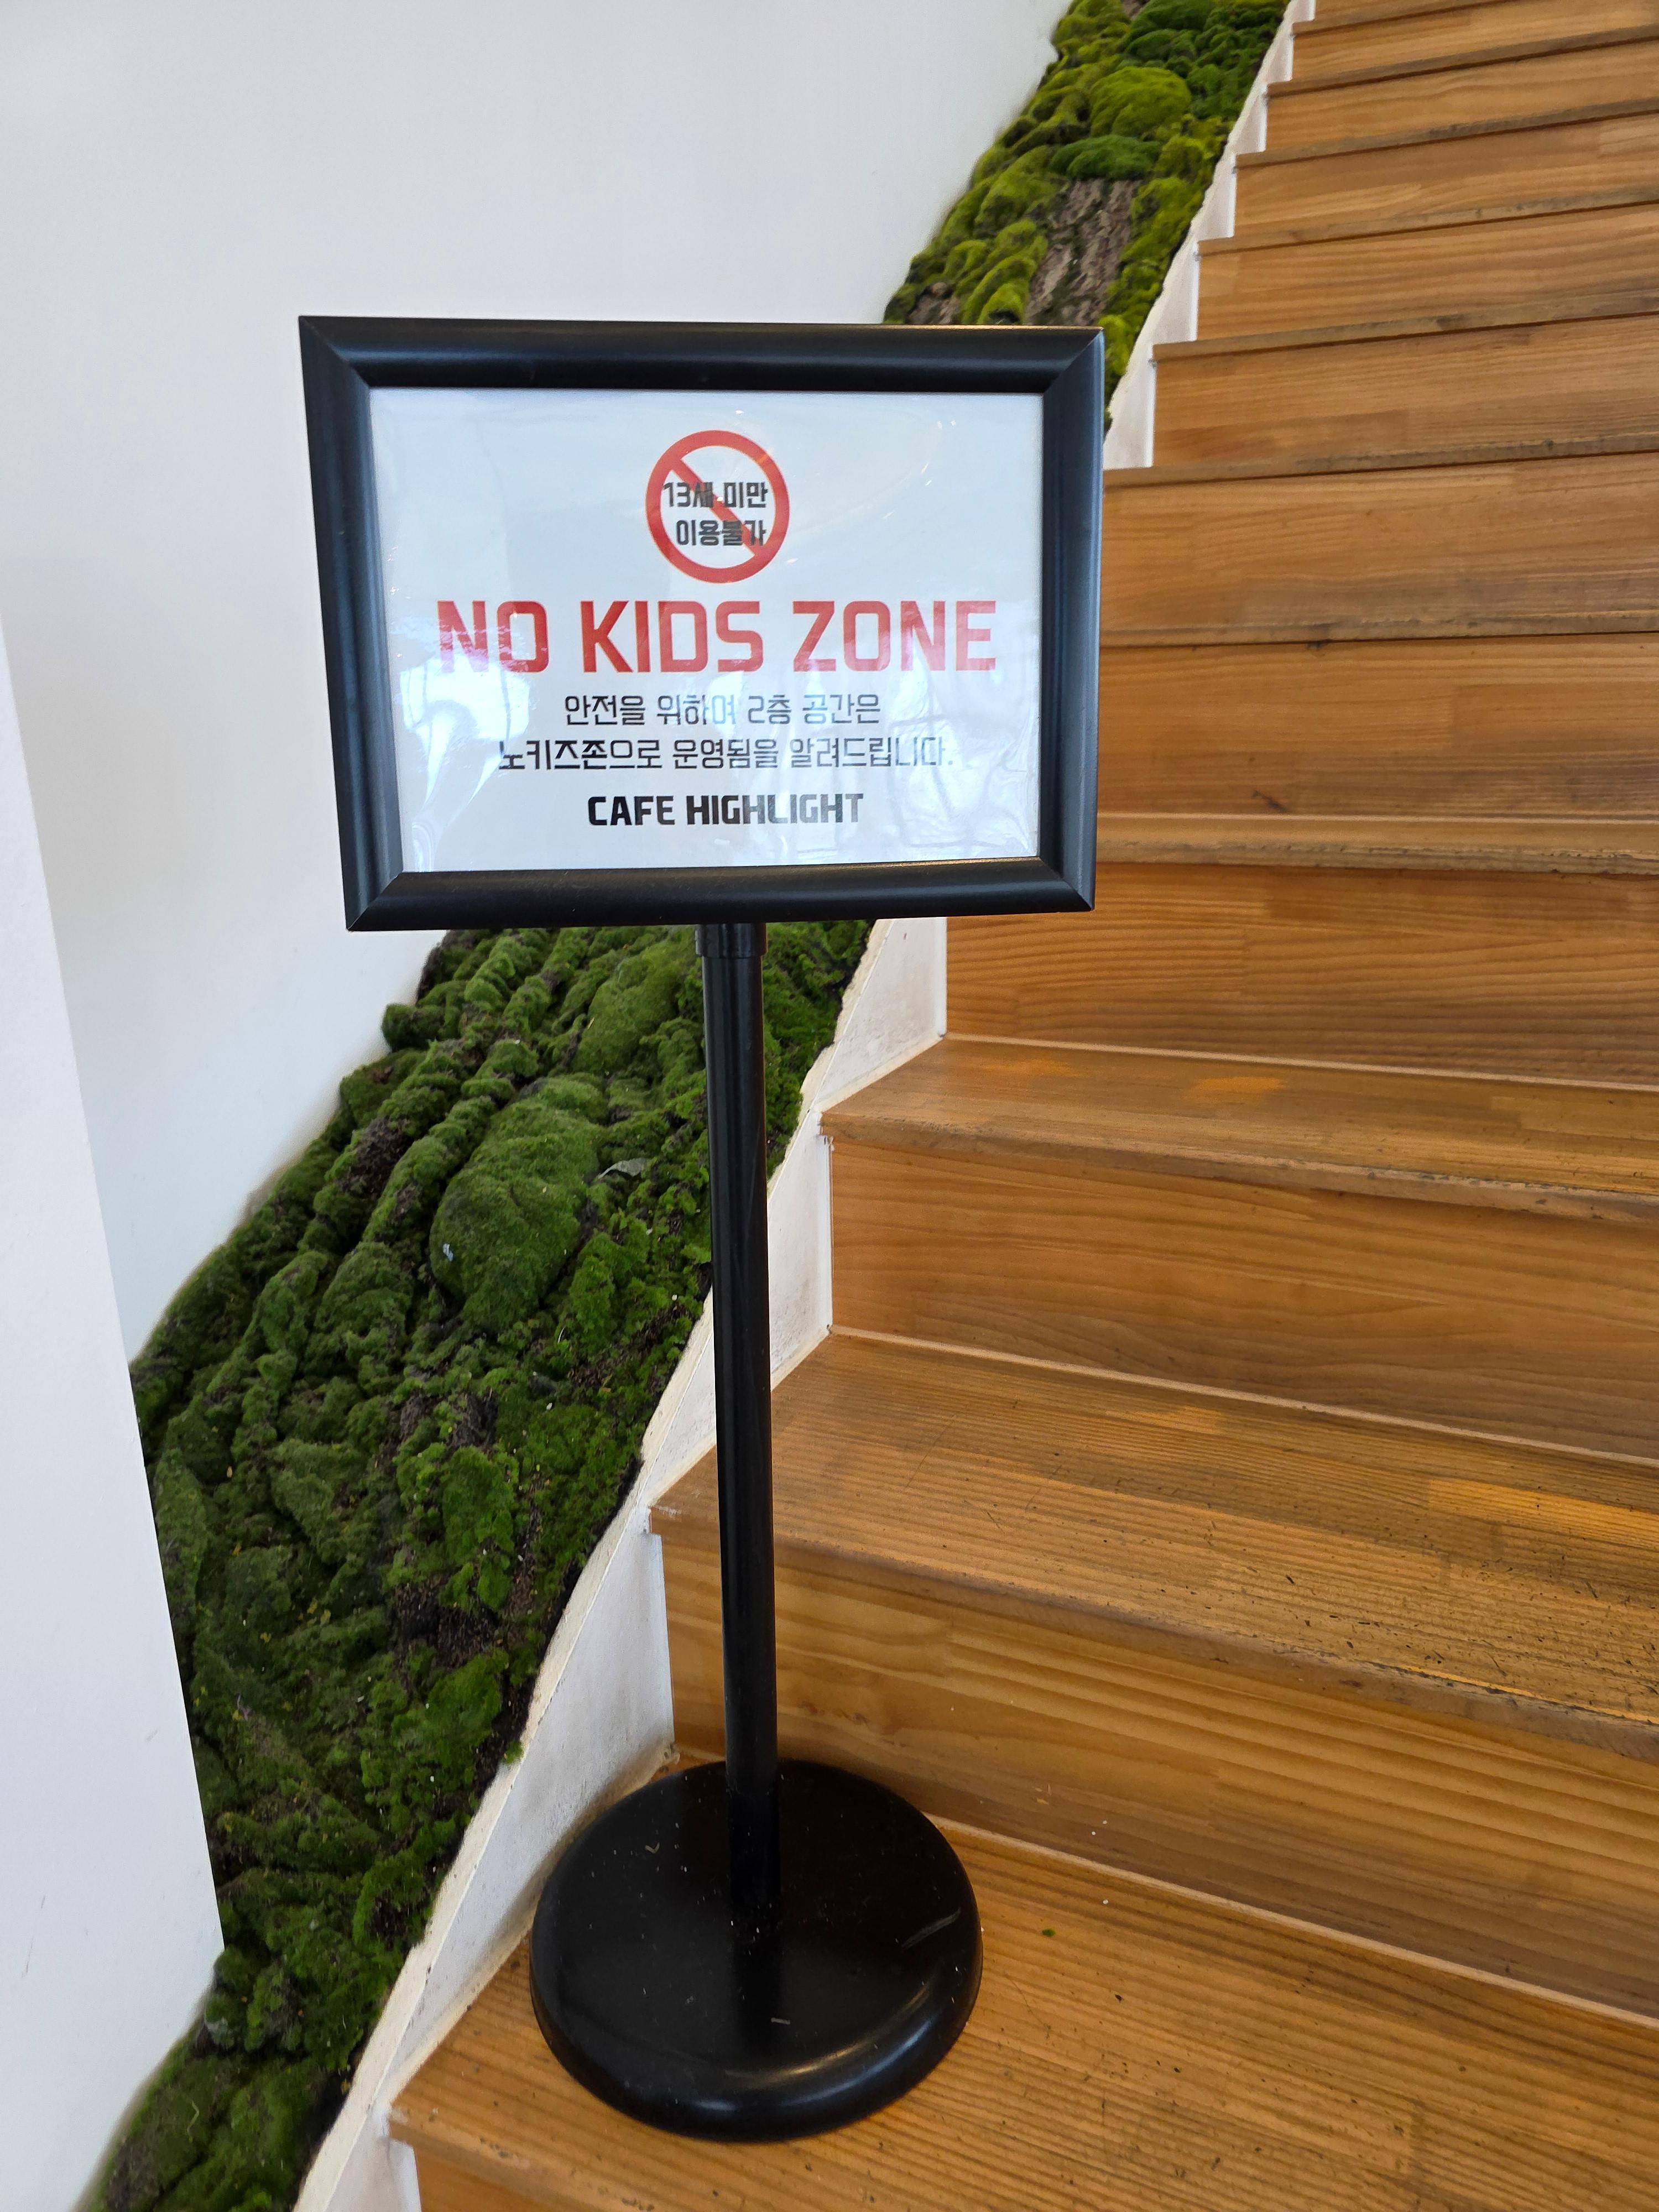 13세 미만
이용불가
NO KIDS ZONE
안전을 위하여 2층 공간은
노키즈존으로 운영됨을 알려드립니다.
CAFE HIGHLIGHT